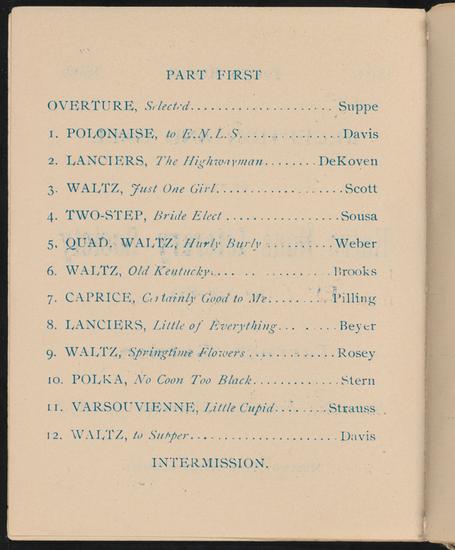 PART FIRST
OVERTURE, Selected.................... Suppe
1. POLONAISE, to E. N. L. S. .................. Davis
2. LANCIERS, The Highwayman........ DeKoven
3. WALTZ, Just One Girl..................... Scott
4. TWO-STEP, Bride Elect ................. Sousa
5. QUAD. WALTZ, Hurly Burly .......... Weber
6. WALTZ, Old Kentucky................. Brooks
7. CAPRICE, Certainly Good to Me........ Pilling
8. LANCIERS, Little of Everything........ Beyer
9. WALTZ, Springtime Flowers ............ Rosey
10. POLKA, No Coon Too Black............ Stern
11. VARSOUVIENNE, Little Cupid........ Strauss
12. WALTZ, to Supper..................... Davis
INTERMISSION.